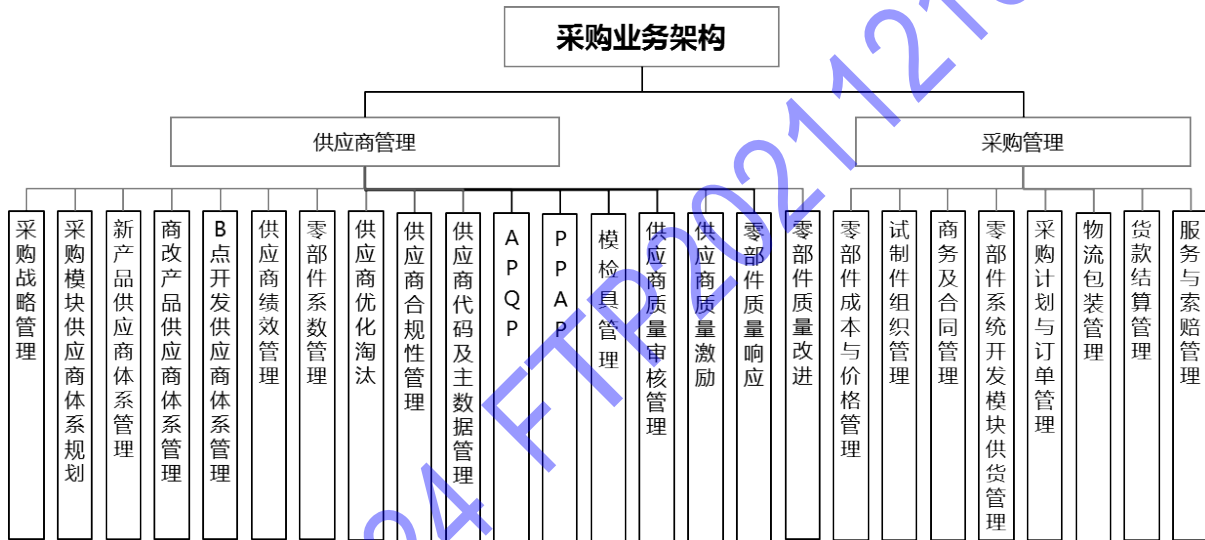 采购业务架构
供应商管理
采购管理
采购战略管理
采购模块供应商体系规划
新产品供应商体系管理
商改产品供应商体系管理
B点开发供应商体系管理
供应商绩效管理
零部件系数管理
供应商优化淘汰
供应商合规性管理
供应商代码及主数据管理
APQP
PPAP
模检具管理
供应商质量审核管理
供应商质量激励
零部件质量响应
零部件质量改进
零部件成本与价格管理
试制件组织管理
商务及合同管理
零部件系统开发模块供货管理
采购计划与订单管理
物流包装管理
货款结算管理
服务与索赔管理